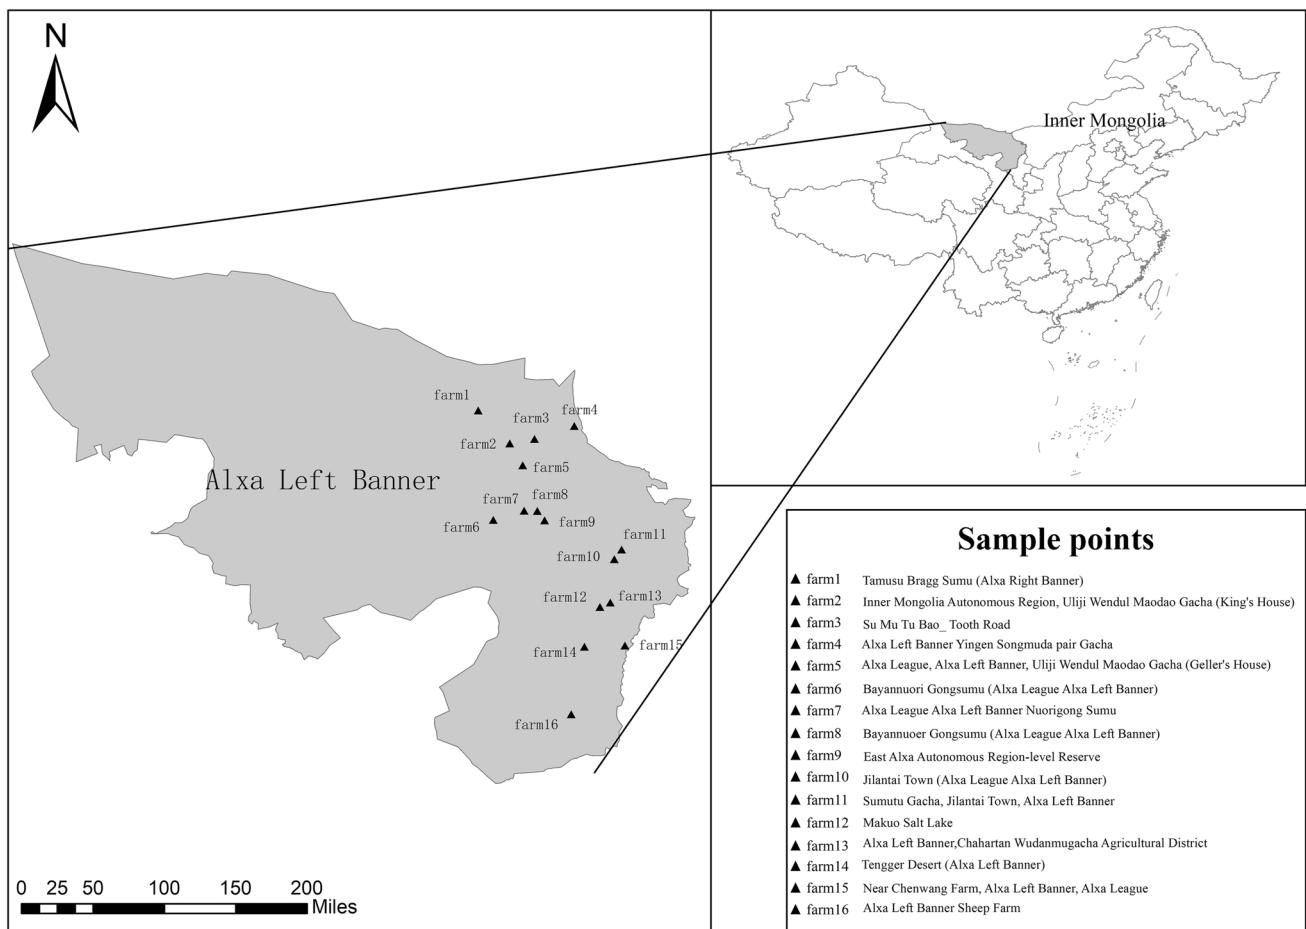 N
Inner Mongolia
farm1
farm3
farm4
farm2
farm5
Alxa Left Banner
farm7
farm8
farm6
farm9
farm11
farm10
farm12
farm13
farm14
farm15
farm16
0 25 50 100 150 200
Miles
Sample points
farm1 Tamusu Bragg Sumu (Alxa Right Banner)
farm2 Inner Mongolia Autonomous Region, Uliji Wendul Maodao Gacha (King's House)
farm3 Su Mu Tu Bao_ Tooth Road
farm4 Alxa Left Banner Yingen Songmuda pair Gacha
farm5 Alxa League, Alxa Left Banner, Uliji Wendul Maodao Gacha (Geller's House)
farm6 Bayannuori Gongsumu (Alxa League Alxa Left Banner)
farm7 Alxa League Alxa Left Banner Nuorigong Sumu
farm8 Bayannuoer Gongsumu (Alxa League Alxa Left Banner)
farm9 East Alxa Autonomous Region-level Reserve
farm10 Jilantai Town (Alxa League Alxa Left Banner)
farm11 Sumutu Gacha, Jilantai Town, Alxa Left Banner
farm12 Makuo Salt Lake
farm13 Alxa Left Banner,Chahartan Wudanmugacha Agricultural District
farm14 Tengger Desert (Alxa Left Banner)
farm15 Near Chenwang Farm, Alxa Left Banner, Alxa League
farm16 Alxa Left Banner Sheep Farm